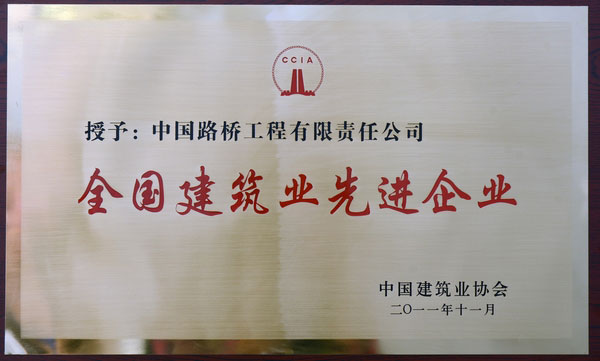 CCIA
授予：中国路桥工程有限责任公司
全国建筑业先进企业
中国建筑业协会
二〇一一年十一月